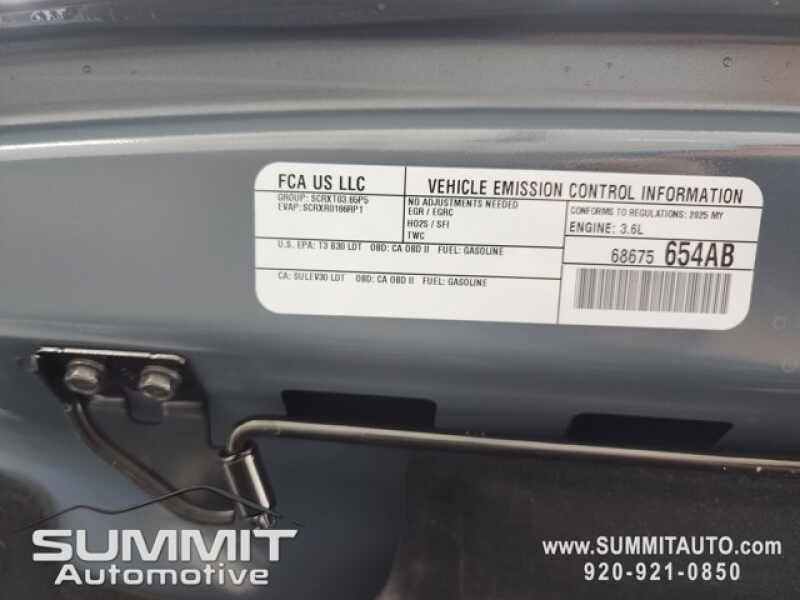 FCA US LLC
VEHICLE EMISSION CONTROL INFORMATION
GROUP: SCRXT03.65P5
EVAP: SCRXR0166RP1
NO ADJUSTMENTS NEEDED
EGR / EGRC
HO2S / SFI
TWC
CONFORMS TO REGULATIONS: 2025 MY
ENGINE: 3.6L
U.S. EPA: T3 B30 LDT OBD: CA OBD II FUEL: GASOLINE
68675 654AB
CA: SULEV30 LDT OBD: CA OBD II FUEL: GASOLINE
SUMMIT
Automotive
www.SUMMITAUTO.com
920-921-0850